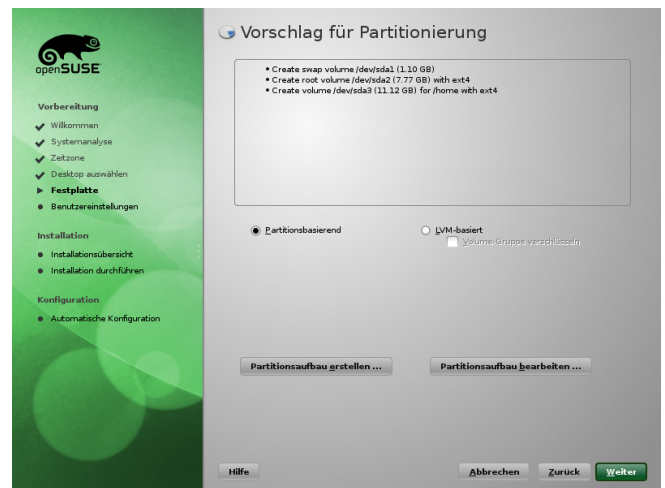 openSUSE
Vorschlag für Partitionierung
Create swap volume /dev/sda1 (1.10 GB)
Create root volume /dev/sda2 (7.77 GB) with ext4
Create volume /dev/sda3 (11.12 GB) for /home with ext4
Vorbereitung
Willkommen
Systemanalyse
Zeitzone
Desktop auswählen
Festplatte
Benutzereinstellungen
Installation
Installationsübersicht
Installation durchführen
Konfiguration
Automatische Konfiguration
Partitionsbasierend
LVM-basiert
Volume-Gruppe verschlüsseln
Partitionsaufbau erstellen ...
Partitionsaufbau bearbeiten ...
Hilfe
Abbrechen
Zurück
Weiter